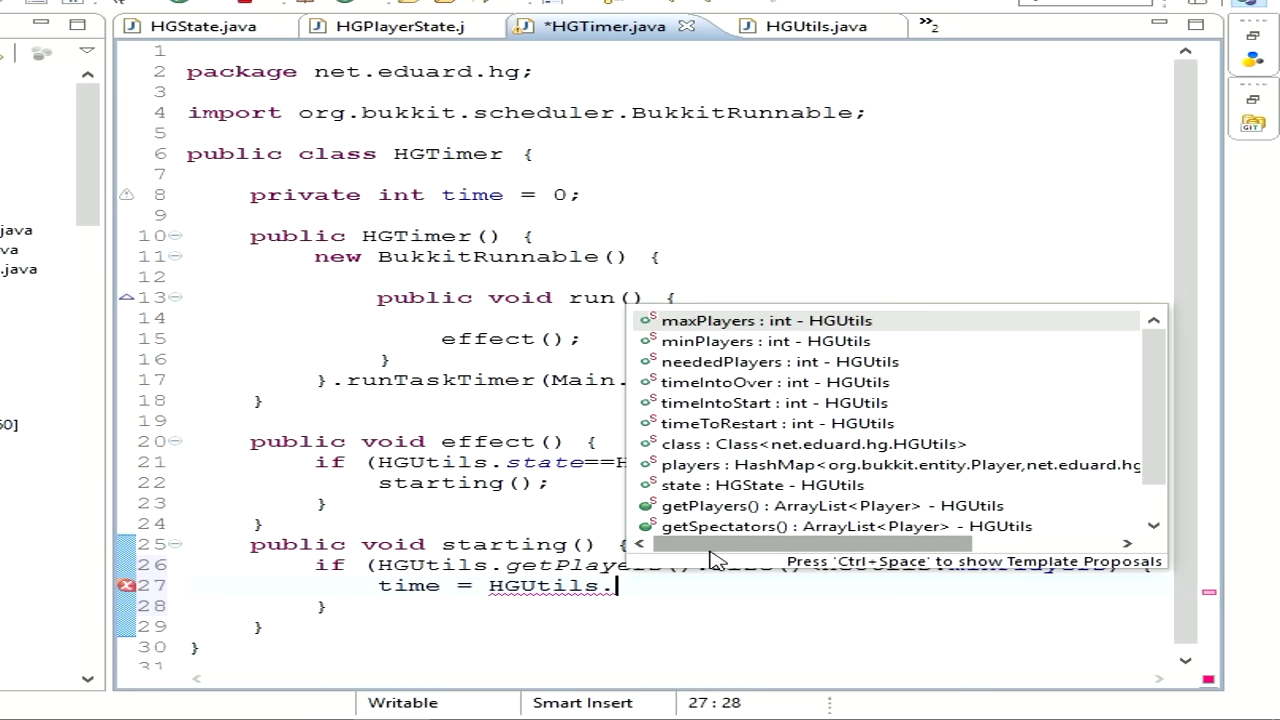 HGState.java
HGPlayerState.j
*HGTimer.java
HGUtils.java
»2
1
2 package net.eduard.hg;
3
4 import org.bukkit.scheduler.BukkitRunnable;
5
6 public class HGTimer {
7
8 private int time = 0;
9
10 public HGTimer() {
11 new BukkitRunnable() {
12
13 public void run() {
14
15 effect();
16 }
17 }.runTaskTimer(Main.
18 }
19
20 public void effect() {
21 if (HGUtils.state==H
22 starting();
23 }
24 }
25 public void starting() {
26 if (HGUtils.getPlayers()
27 time = HGUtils.
28 }
29 }
30 }
31
maxPlayers : int - HGUtils
minPlayers : int - HGUtils
neededPlayers : int - HGUtils
timeIntoOver : int - HGUtils
timeIntoStart : int - HGUtils
timeToRestart : int - HGUtils
class : Class<net.eduard.hg.HGUtils>
players : HashMap<org.bukkit.entity.Player,net.eduard.hg
state : HGState - HGUtils
getPlayers() : ArrayList<Player> - HGUtils
getSpectators() : ArrayList<Player> - HGUtils
Press 'Ctrl+Space' to show Template Proposals
.java
va
.java
60]
GIT
Writable
Smart Insert
27 : 28